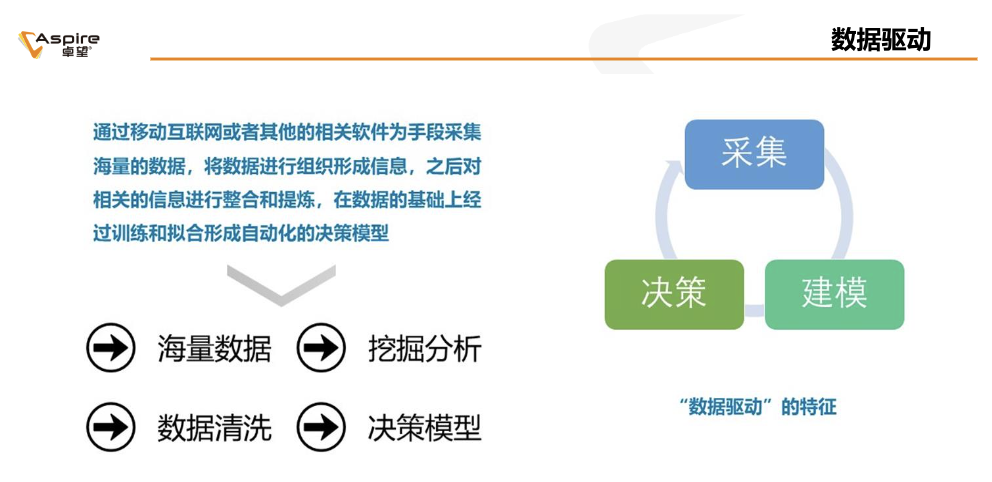 Aspire
卓望®
数据驱动
通过移动互联网或者其他的相关软件为手段采集
海量的数据，将数据进行组织形成信息，之后对
相关的信息进行整合和提炼，在数据的基础上经
过训练和拟合形成自动化的决策模型
海量数据
挖掘分析
数据清洗
决策模型
采集
决策
建模
“数据驱动”的特征